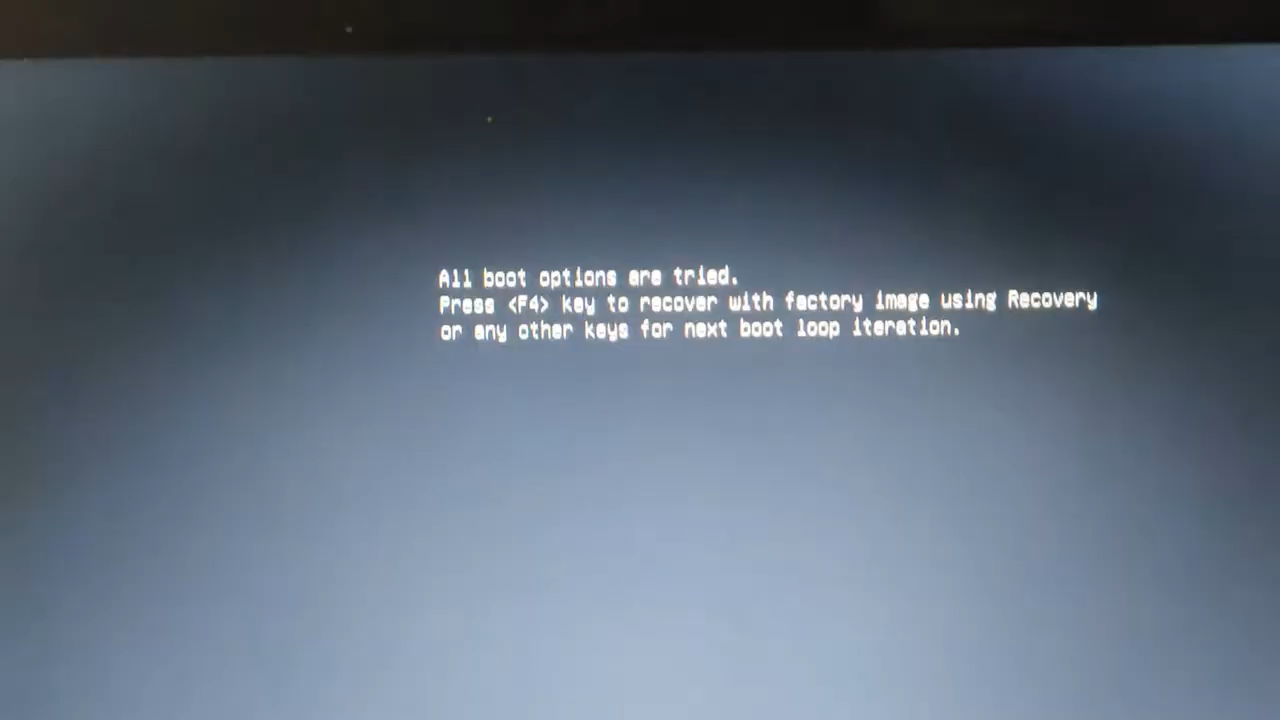 All boot options are tried.
Press <F4> key to recover with factory image using Recovery
or any other keys for next boot loop iteration.